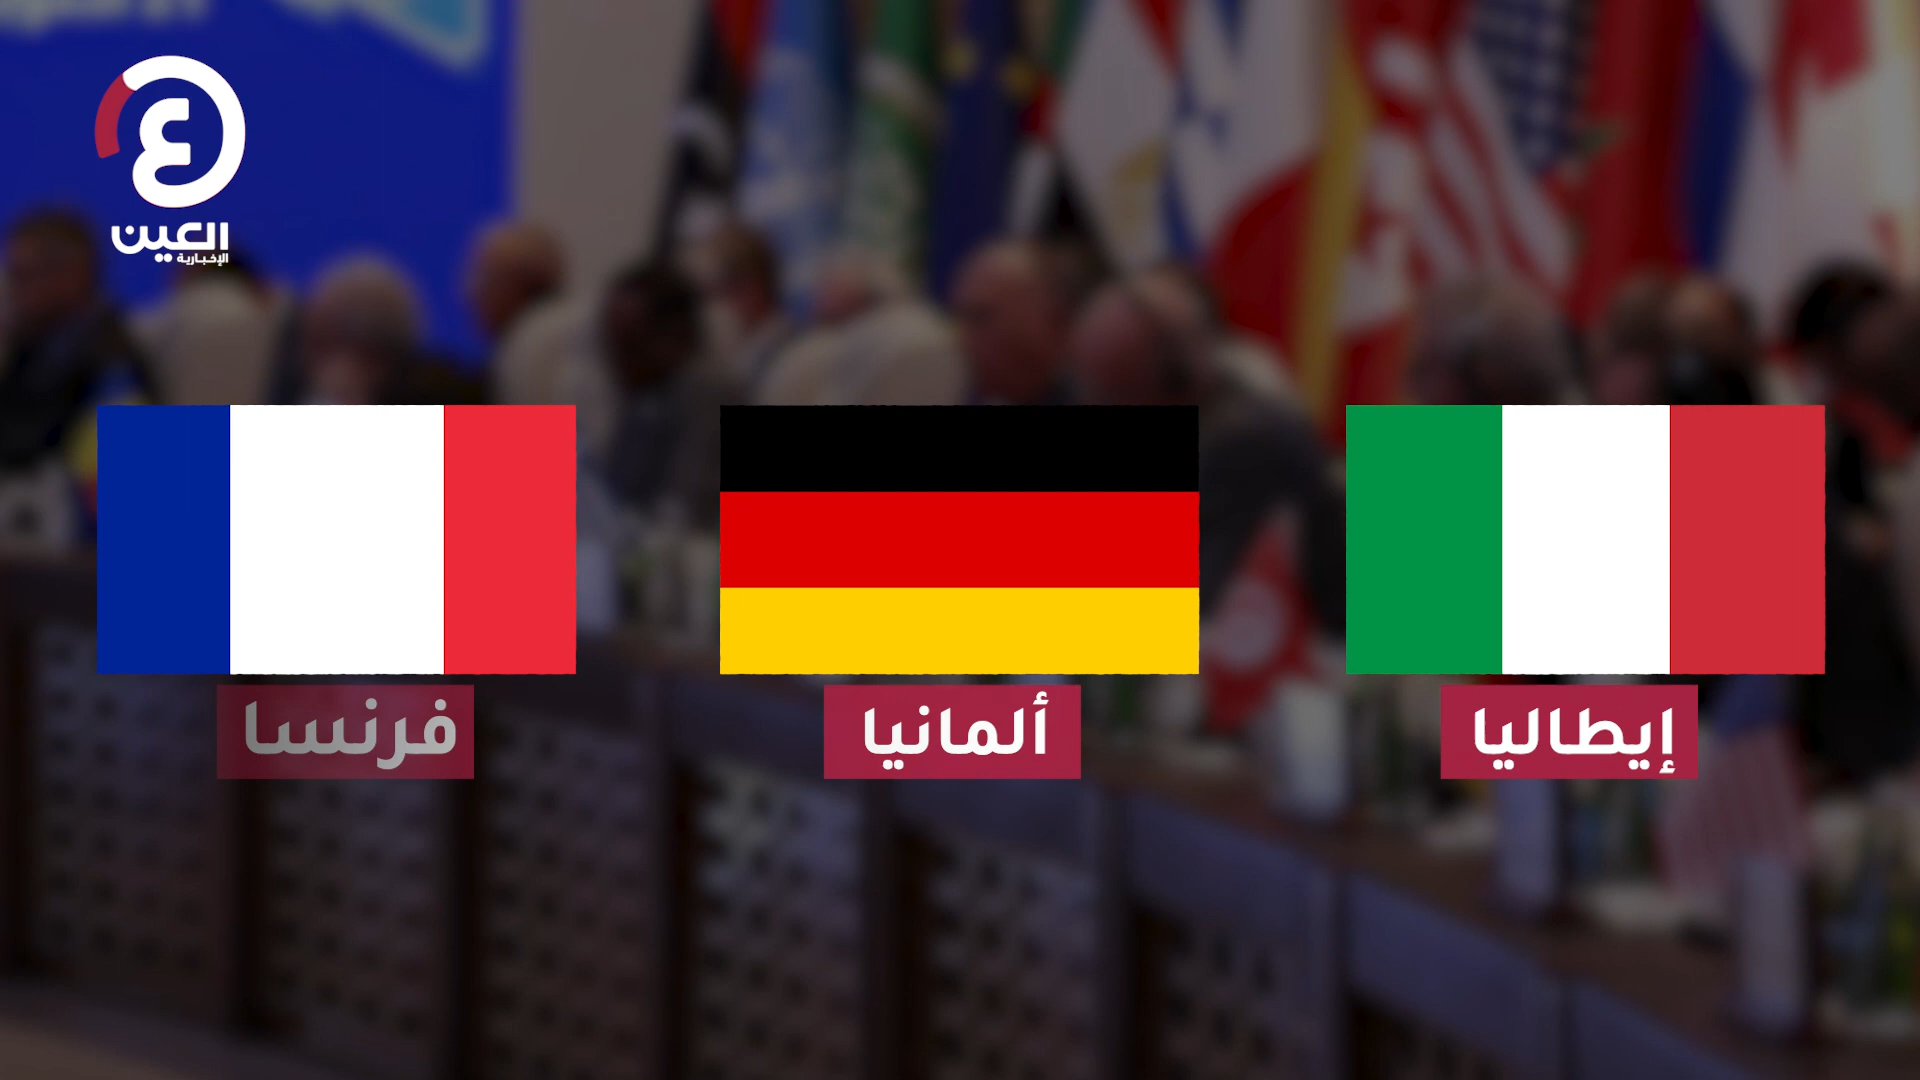 العين
الإخبارية
إيطاليا
ألمانيا
فرنسا